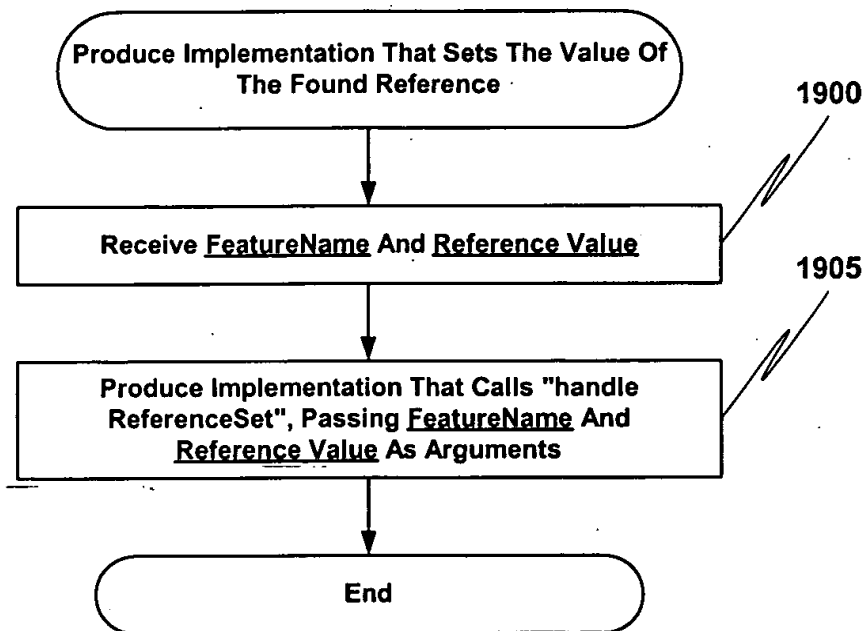 Produce Implementation That Sets The Value Of
The Found Reference
1900
Receive FeatureName And Reference Value
1905
Produce Implementation That Calls "handle
ReferenceSet", Passing FeatureName And
Reference Value As Arguments
End